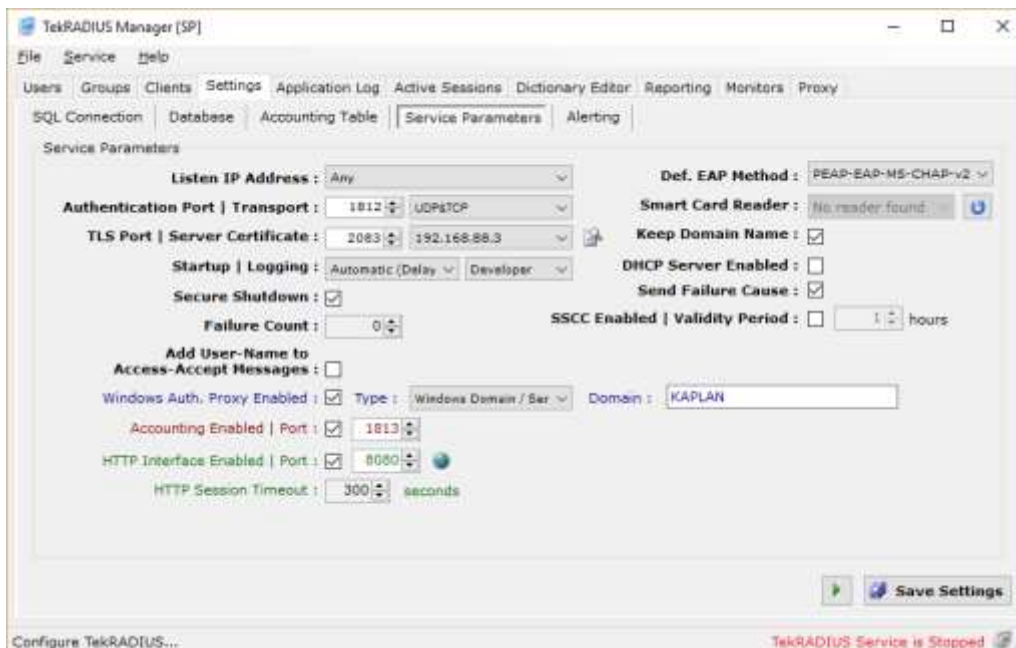 TekRADIUS Manager [SP]
File Service Help
Users Groups Clients Settings Application Log Active Sessions Dictionary Editor Reporting Monitors Proxy
SQL Connection Database Accounting Table Service Parameters Alerting
Service Parameters
Listen IP Address : Any
Def. EAP Method : PEAP-EAP-MS-CHAP-v2
Authentication Port | Transport : 1812 UDP&TCP
Smart Card Reader : No reader found
TLS Port | Server Certificate : 2083 192.168.88.3
Keep Domain Name :
Startup | Logging : Automatic (Delay Developer
DHCP Server Enabled :
Secure Shutdown :
Send Failure Cause :
Failure Count : 0
SSCC Enabled | Validity Period : 1 hours
Add User-Name to
Access-Accept Messages :
Windows Auth. Proxy Enabled : Type : Windows Domain / Ser Domain : KAPLAN
Accounting Enabled | Port : 1813
HTTP Interface Enabled | Port : 8080
HTTP Session Timeout : 300 seconds
Save Settings
Configure TekRADIUS...
TekRADIUS Service is Stopped